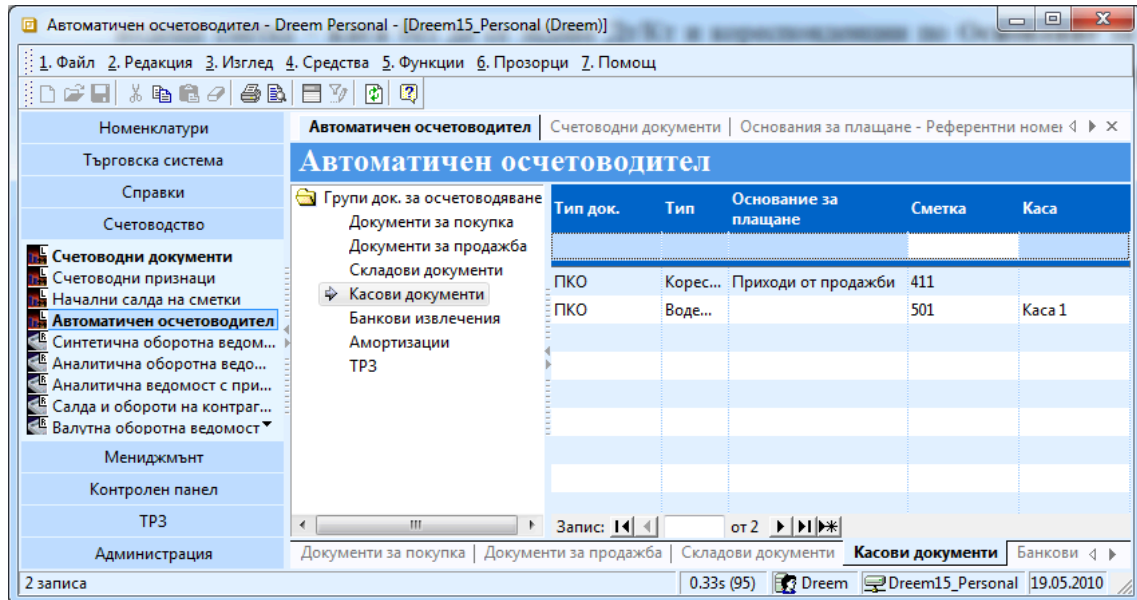 Автоматичен осчетоводител - Dreem Personal - [Dreem15_Personal (Dreem)]
1. Файл 2. Редакция 3. Изглед 4. Средства 5. Функции 6. Прозорци 7. Помощ
Номенклатури
Търговска система
Справки
Счетоводство
Счетоводни документи
Счетоводни признаци
Начални салда на сметки
Автоматичен осчетоводител
Синтетична оборотна ведом...
Аналитична оборотна ведо...
Аналитична ведомост с при...
Салда и обороти на контраг...
Валутна оборотна ведомост
Мениджмънт
Контролен панел
ТРЗ
Администрация
Автоматичен осчетоводител Счетоводни документи Основания за плащане - Референтни номен
Автоматичен осчетоводител
Групи док. за осчетоводяване
Документи за покупка
Документи за продажба
Складови документи
Касови документи
Банкови извлечения
Амортизации
ТРЗ
Тип док. Тип Основание за плащане Сметка Каса
ПКО Корес... Приходи от продажби 411
ПКО Воде... 501 Каса 1
Запис: от 2
Документи за покупка Документи за продажба Складови документи Касови документи Банкови
2 записа 0.33s (95) Dreem Dreem15_Personal 19.05.2010